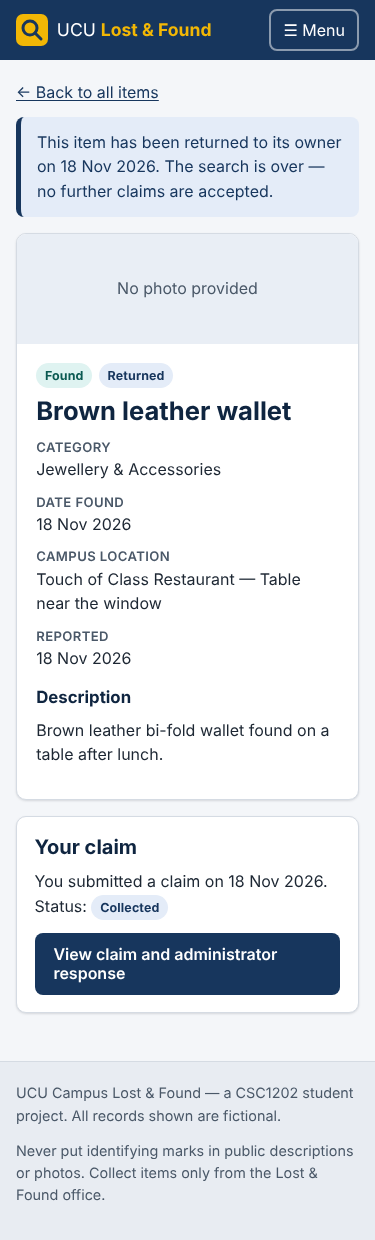 UCU Lost & Found
☰ Menu
← Back to all items
This item has been returned to its owner
on 18 Nov 2026. The search is over —
no further claims are accepted.
No photo provided
Found Returned
Brown leather wallet
CATEGORY
Jewellery & Accessories
DATE FOUND
18 Nov 2026
CAMPUS LOCATION
Touch of Class Restaurant — Table
near the window
REPORTED
18 Nov 2026
Description
Brown leather bi-fold wallet found on a
table after lunch.
Your claim
You submitted a claim on 18 Nov 2026.
Status: Collected
View claim and administrator
response
UCU Campus Lost & Found — a CSC1202 student
project. All records shown are fictional.
Never put identifying marks in public descriptions
or photos. Collect items only from the Lost &
Found office.